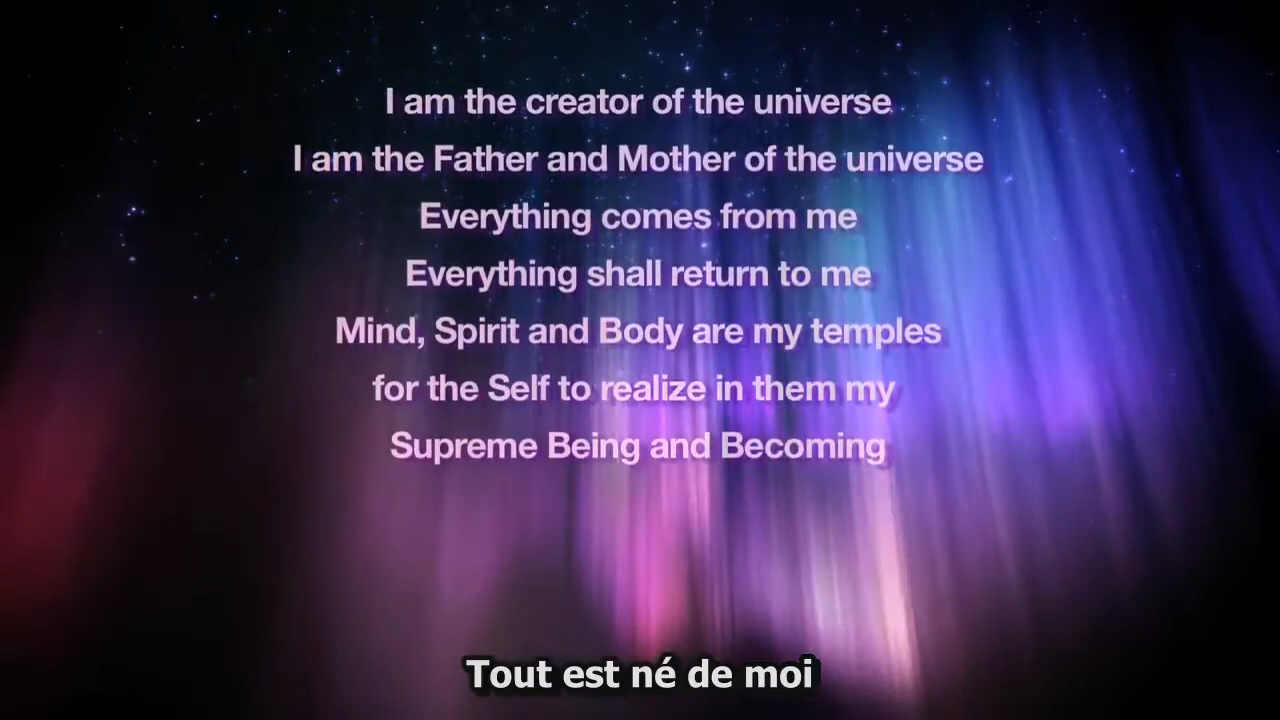 I am the creator of the universe
I am the Father and Mother of the universe
Everything comes from me
Everything shall return to me
Mind, Spirit and Body are my temples
for the Self to realize in them my
Supreme Being and Becoming
Tout est né de moi